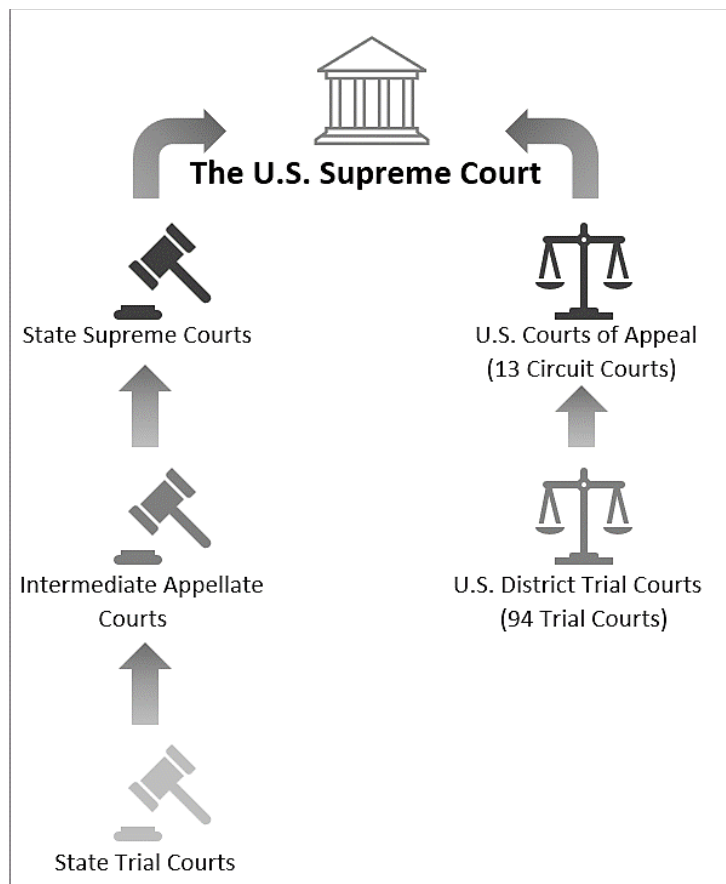 The U.S. Supreme Court
State Supreme Courts
U.S. Courts of Appeal
(13 Circuit Courts)
Intermediate Appellate
Courts
U.S. District Trial Courts
(94 Trial Courts)
State Trial Courts